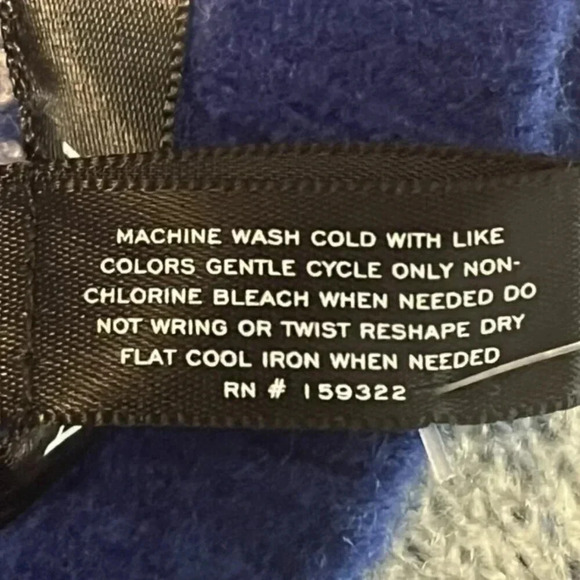 MACHINE WASH COLD WITH LIKE
COLORS GENTLE CYCLE ONLY NON-
CHLORINE BLEACH WHEN NEEDED DO
NOT WRING OR TWIST RESHAPE DRY
FLAT COOL IRON WHEN NEEDED
RN # 159322